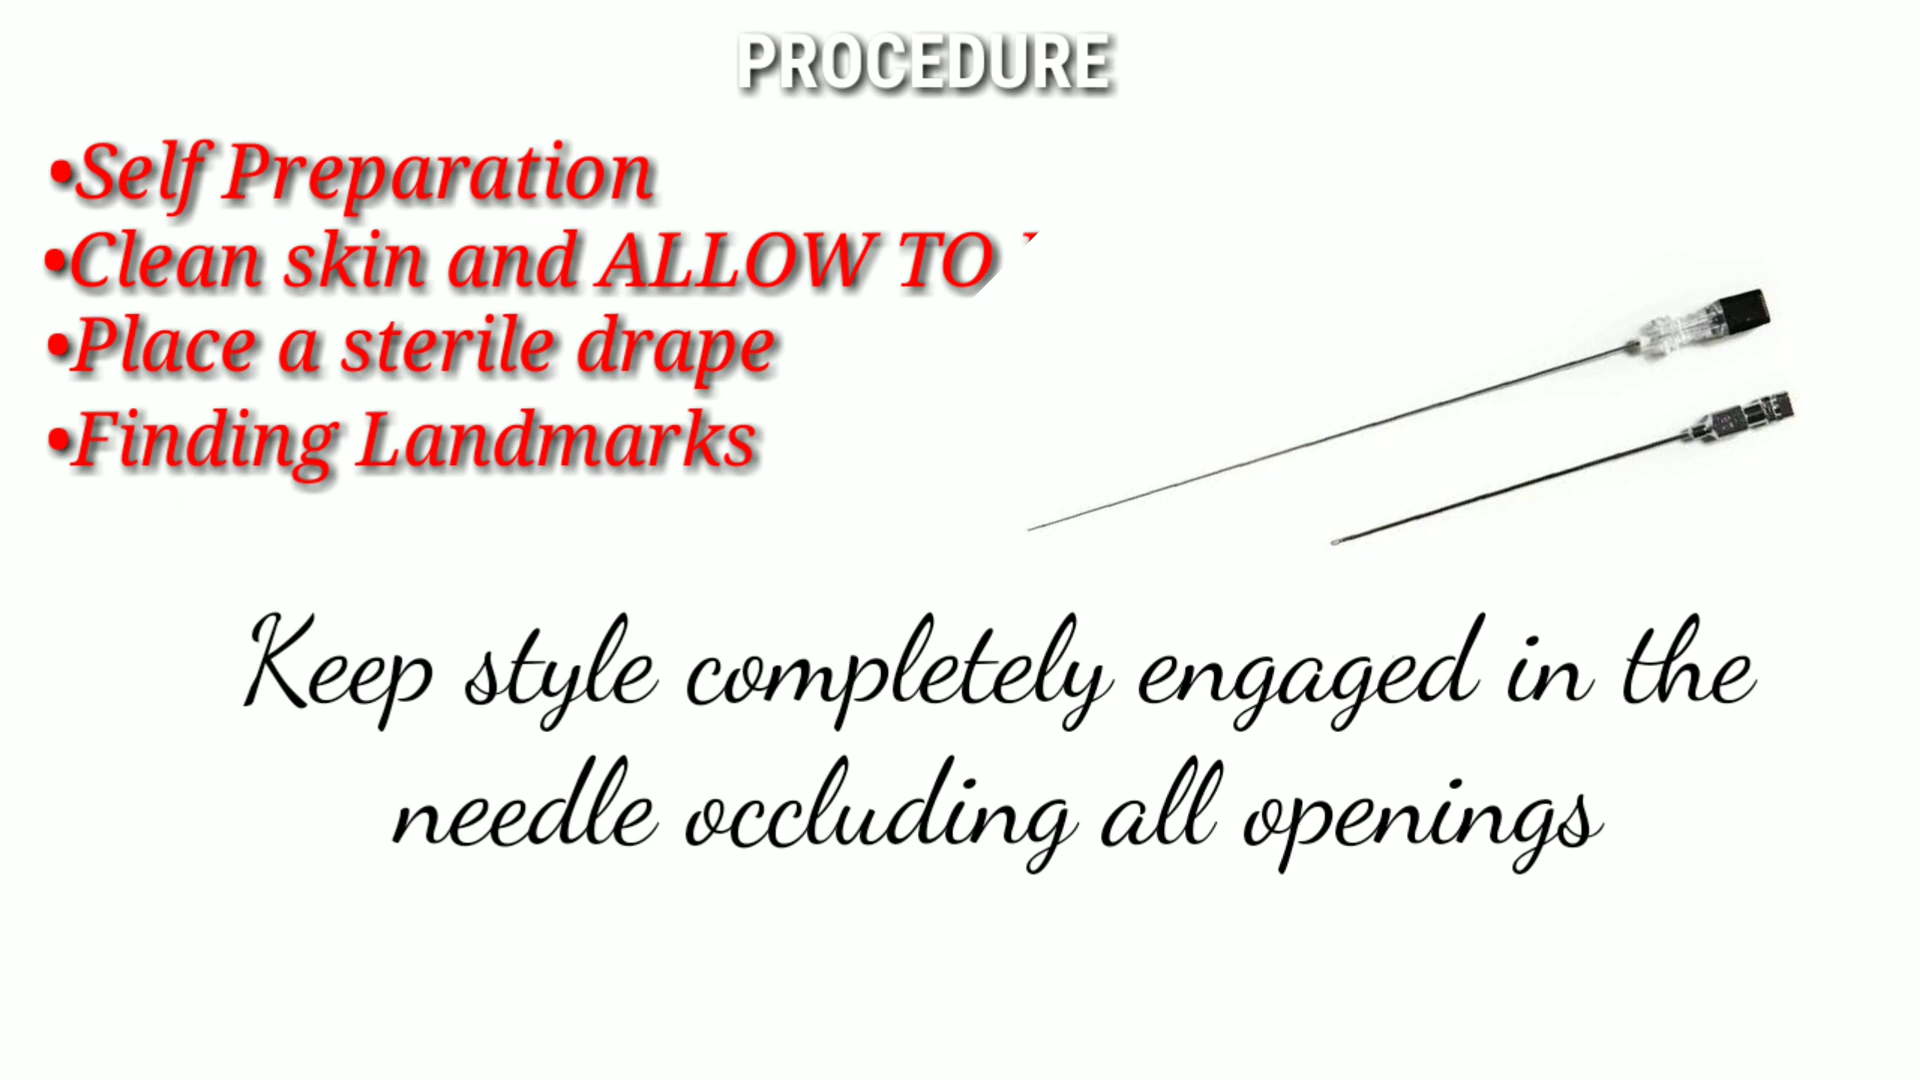 PROCEDURE
•Self Preparation
•Clean skin and ALLOW TO
•Place a sterile drape
•Finding Landmarks
Keep style completely engaged in the
needle occluding all openings